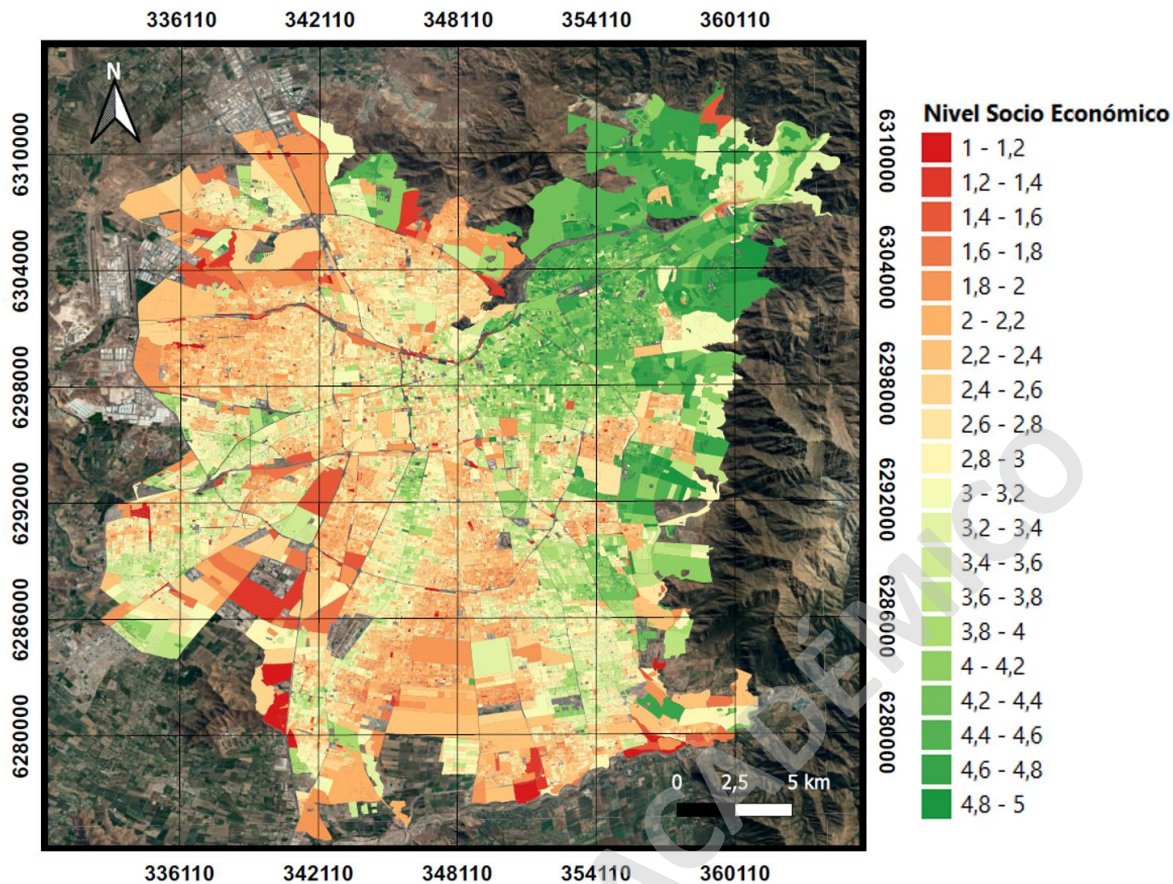 336110 342110 348110 354110 360110
N
Nivel Socio Económico
1 - 1,2
1,2 - 1,4
1,4 - 1,6
1,6 - 1,8
1,8 - 2
2 - 2,2
2,2 - 2,4
2,4 - 2,6
2,6 - 2,8
2,8 - 3
3 - 3,2
3,2 - 3,4
3,4 - 3,6
3,6 - 3,8
3,8 - 4
4 - 4,2
4,2 - 4,4
4,4 - 4,6
4,6 - 4,8
4,8 - 5
6310000 6310000
6304000 6304000
6298000 6298000
6292000 6292000
6286000 6286000
6280000 6280000
0 2,5 5 km
ACADÉMICO
336110 342110 348110 354110 360110